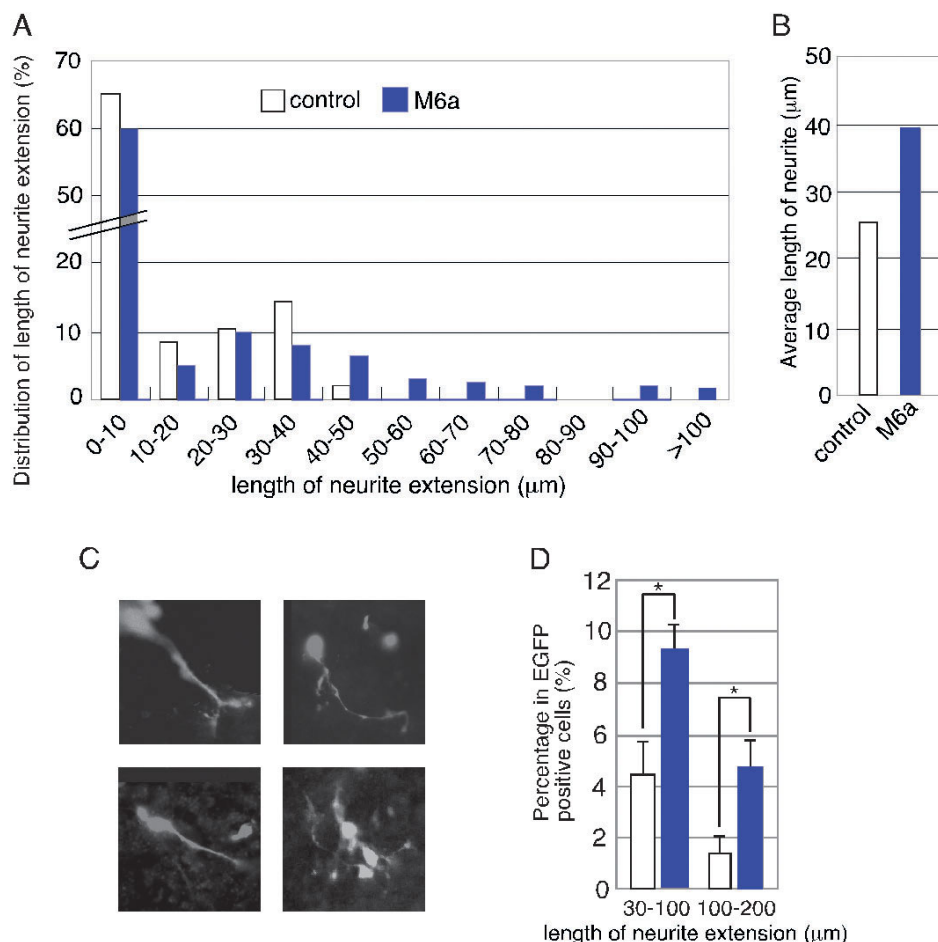 A
Distribution of length of neurite extension (%)
70
60
50
20
10
0
control M6a
0-10 10-20 20-30 30-40 40-50 50-60 60-70 70-80 80-90 90-100 >100
length of neurite extension (μm)
B
Average length of neurite (μm)
50
40
30
20
10
0
control M6a
C
D
Percentage in EGFP
positive cells (%)
12
10
8
6
4
2
0
* *
30-100 100-200
length of neurite extension (μm)